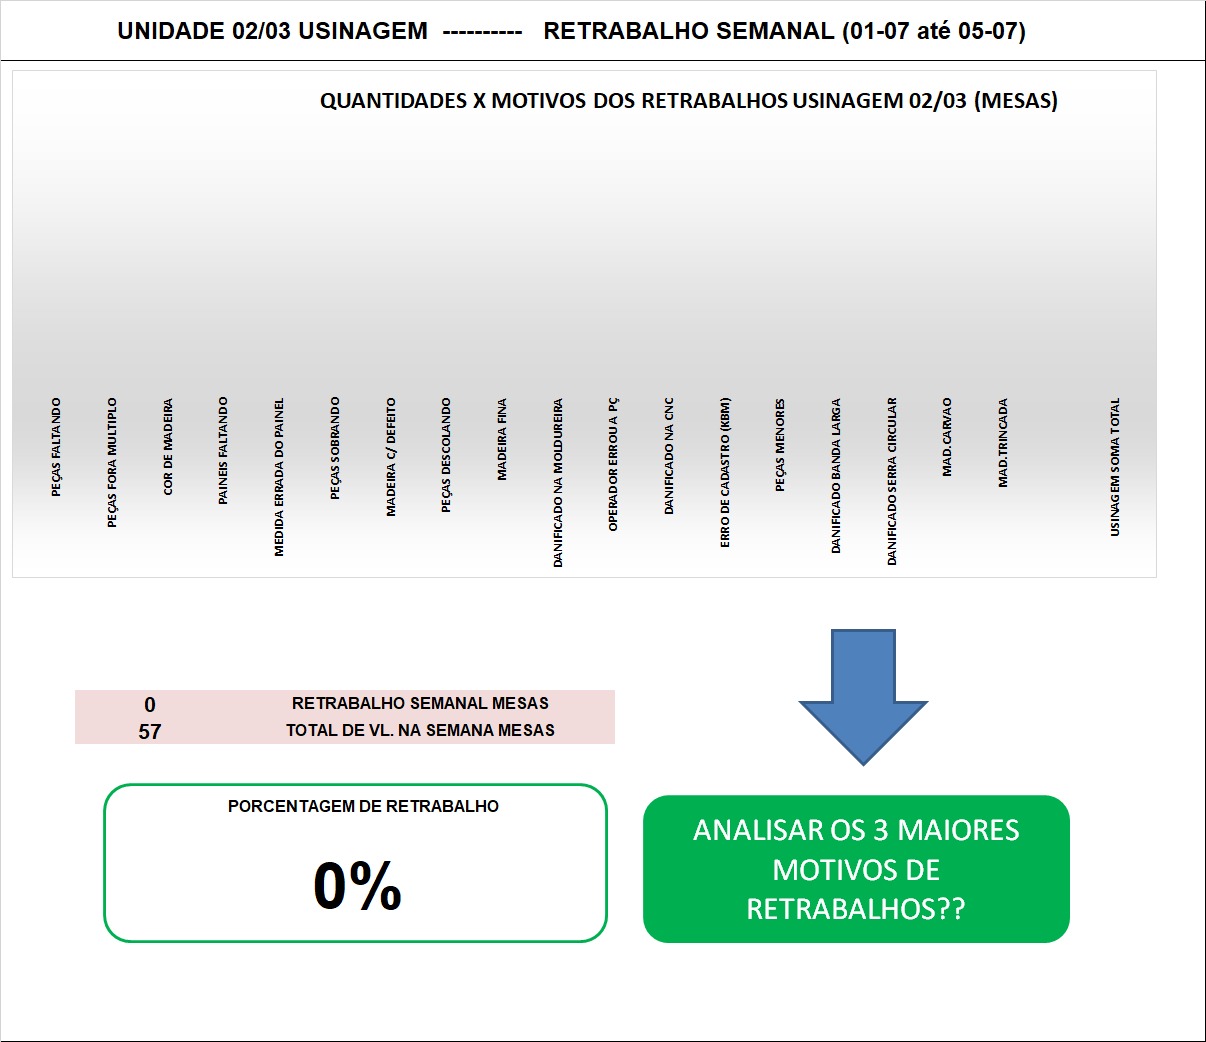 UNIDADE 02/03 USINAGEM ---------- RETRABALHO SEMANAL (01-07 até 05-07)
QUANTIDADES X MOTIVOS DOS RETRABALHOS USINAGEM 02/03 (MESAS)
PEÇAS FALTANDO
PEÇAS FORA MULTIPLO
COR DE MADEIRA
PAINEIS FALTANDO
MEDIDA ERRADA DO PAINEL
PEÇAS SOBRANDO
MADEIRA C/ DEFEITO
PEÇAS DESCOLANDO
MADEIRA FINA
DANIFICADO NA MOLDUREIRA
OPERADOR ERROU A PÇ
DANIFICADO NA CNC
ERRO DE CADASTRO (KBM)
PEÇAS MENORES
DANIFICADO BANDA LARGA
DANIFICADO SERRA CIRCULAR
MAD.CARVAO
MAD.TRINCADA
USINAGEM SOMA TOTAL
0 RETRABALHO SEMANAL MESAS
57 TOTAL DE VL. NA SEMANA MESAS
PORCENTAGEM DE RETRABALHO
0%
ANALISAR OS 3 MAIORES
MOTIVOS DE
RETRABALHOS??